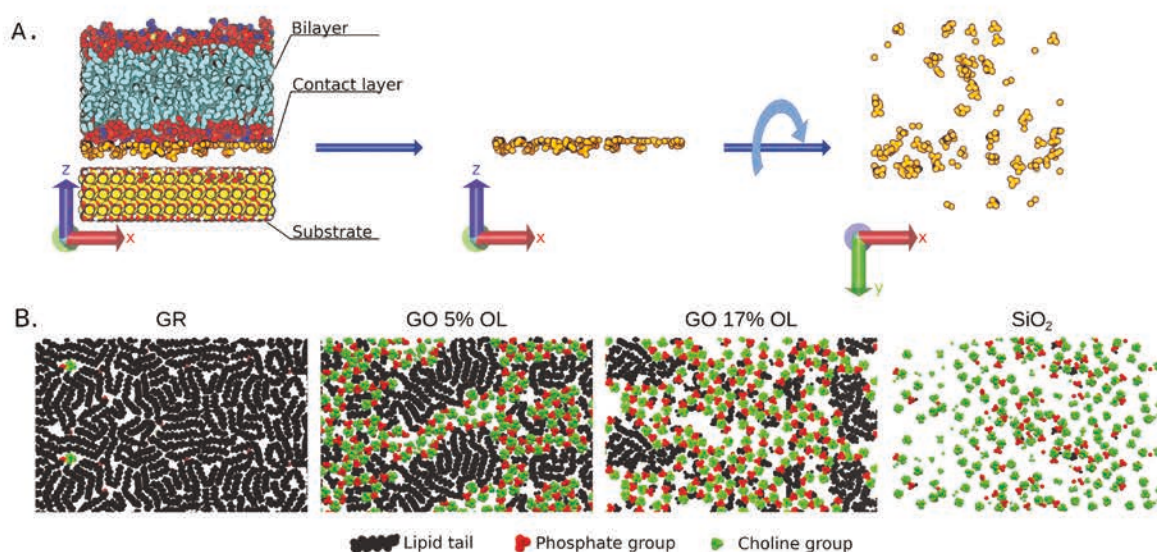 A.
Bilayer
Contact layer
Substrate
z
x
z
x
x
y
B.
GR
GO 5% OL
GO 17% OL
SiO₂
Lipid tail
Phosphate group
Choline group